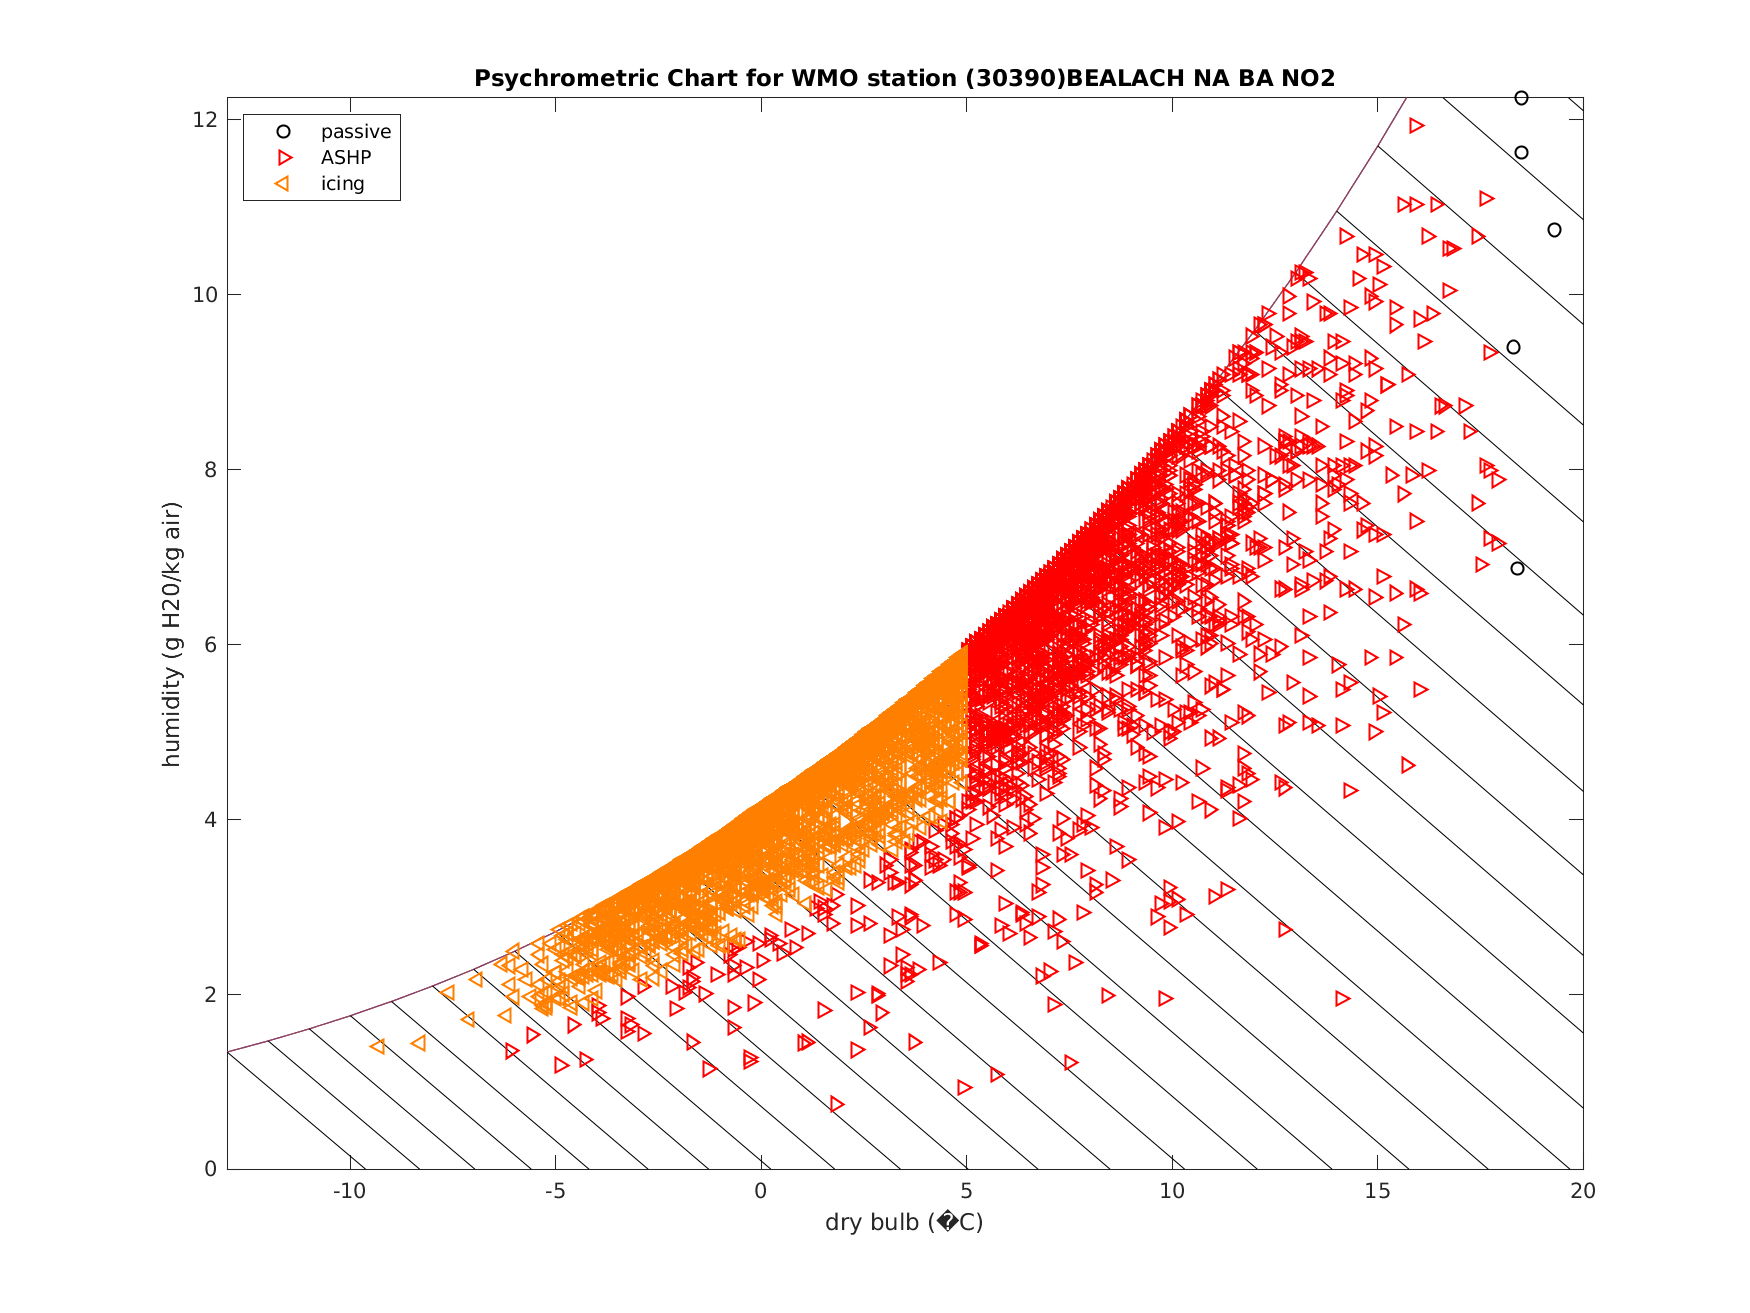 Psychrometric Chart for WMO station (30390)BEALACH NA BA NO2
passive
ASHP
icing
12
10
8
6
4
2
0
humidity (g H20/kg air)
-10 -5 0 5 10 15 20
dry bulb (�C)